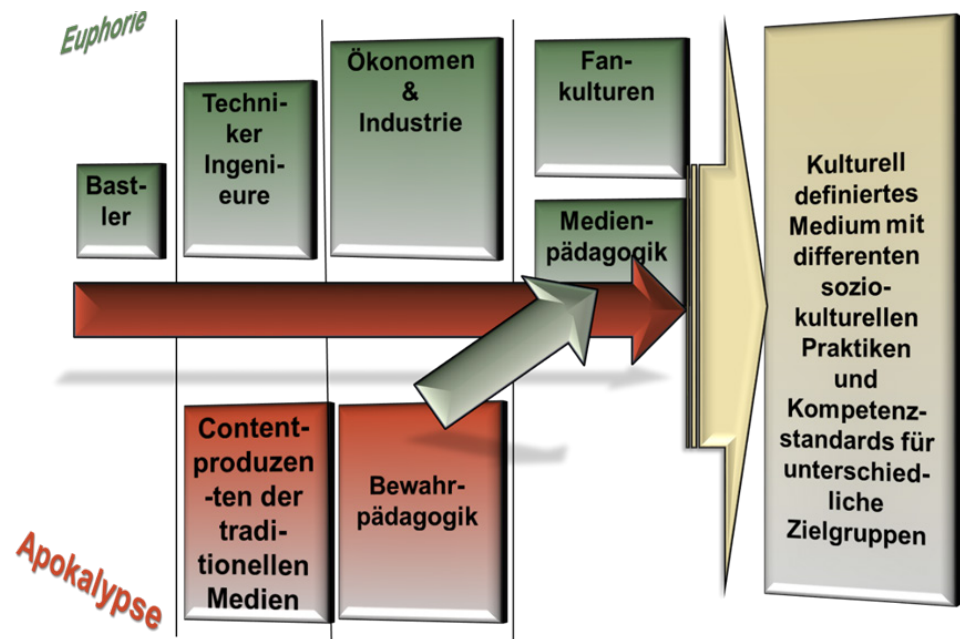 Euphorie
Bast-
ler
Techni-
ker
Ingeni-
eure
Ökonomen
&
Industrie
Fan-
kulturen
Medien-
pädagogik
Content-
produzen
-ten der
tradi-
tionellen
Medien
Bewahr-
pädagogik
Apokalypse
Kulturell
definiertes
Medium mit
differenten
sozio-
kulturellen
Praktiken
und
Kompetenz-
standards für
unterschied-
liche
Zielgruppen